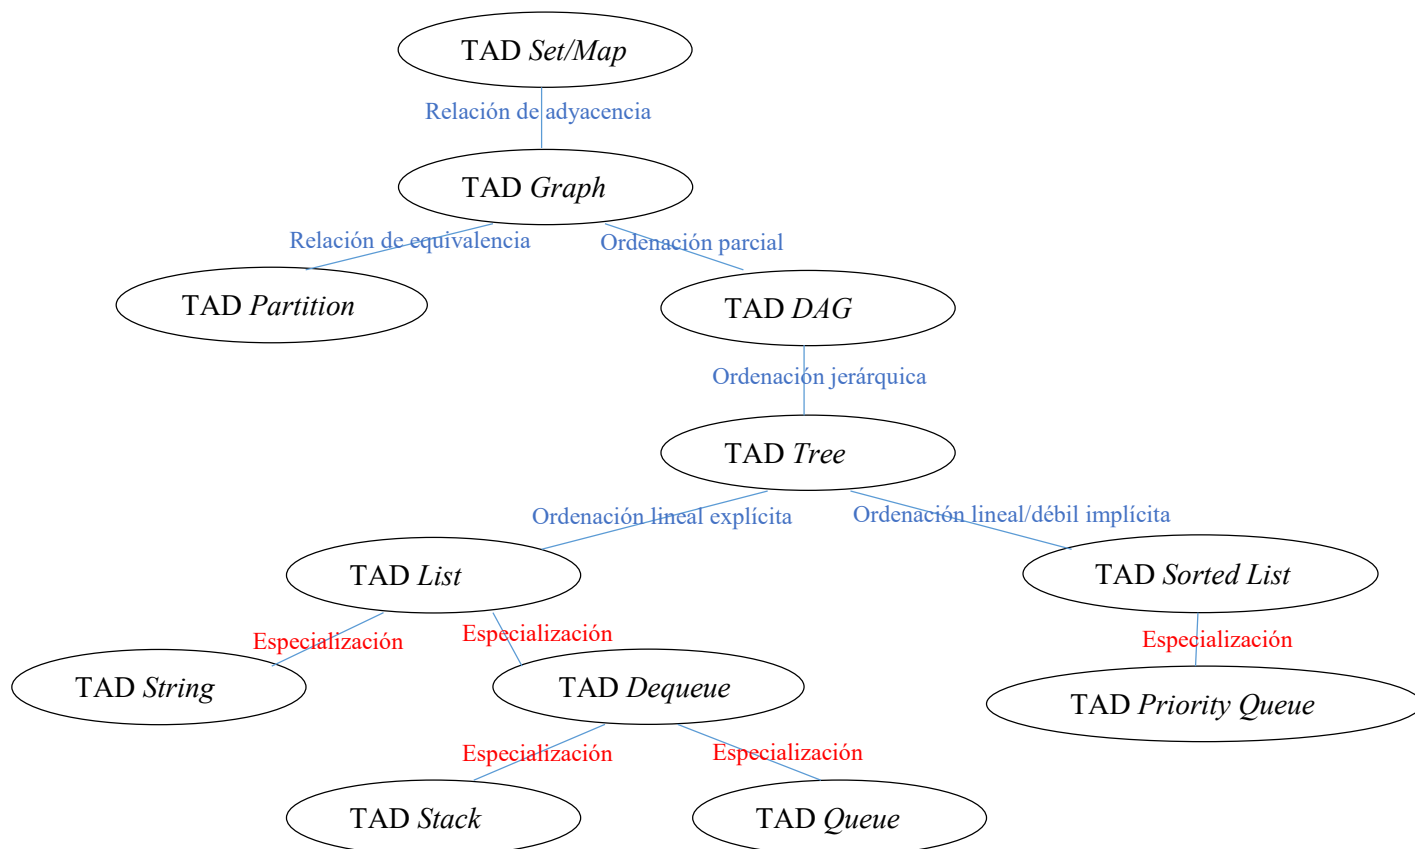 TAD Set/Map
Relación de adyacencia
TAD Graph
Relación de equivalencia
Ordenación parcial
TAD Partition
TAD DAG
Ordenación jerárquica
TAD Tree
Ordenación lineal explícita
Ordenación lineal/débil implícita
TAD List
TAD Sorted List
Especialización
Especialización
Especialización
TAD String
TAD Dequeue
TAD Priority Queue
Especialización
Especialización
TAD Stack
TAD Queue